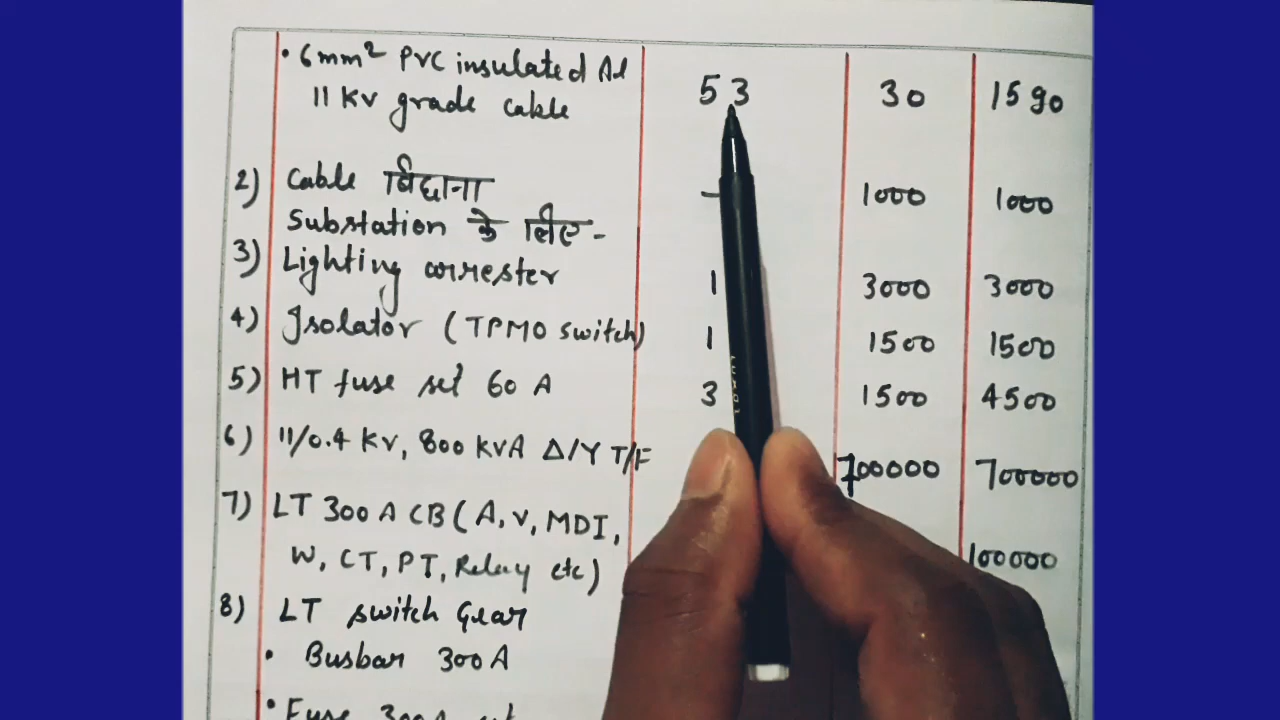 • 6mm² PVC insulated Al
11 KV grade cable 53 30 1590
2) Cable बिछाना - 1000 1000
Substation के लिए -
3) Lighting arrester 1 3000 3000
4) Isolator (TPMO switch) 1 1500 1500
5) HT fuse set 60 A 3 1500 4500
6) 11/0.4 KV, 800 KVA Δ/Y T/F 700000 700000
7) LT 300 A CB (A, V, MDI,
W, CT, PT, Relay etc) 100000
8) LT switch Gear
• Busbar 300 A
• Fuse 300A set